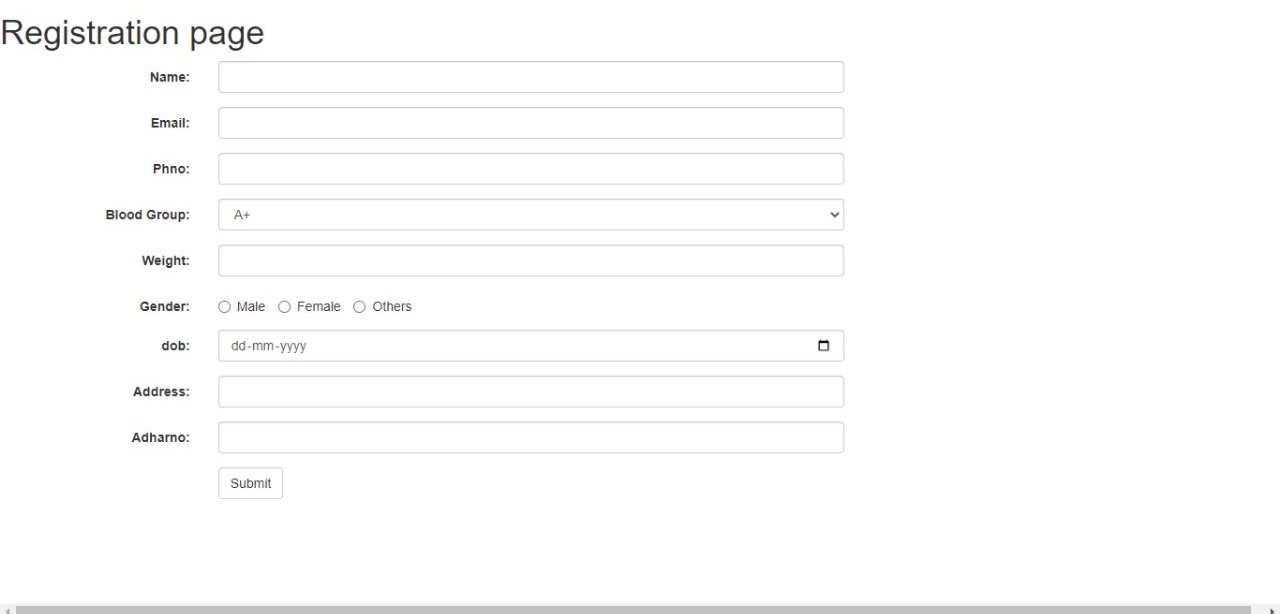 Registration page
Name:
Email:
Phno:
Blood Group: A+
Weight:
Gender: Male Female Others
dob: dd-mm-yyyy
Address:
Adharno:
Submit